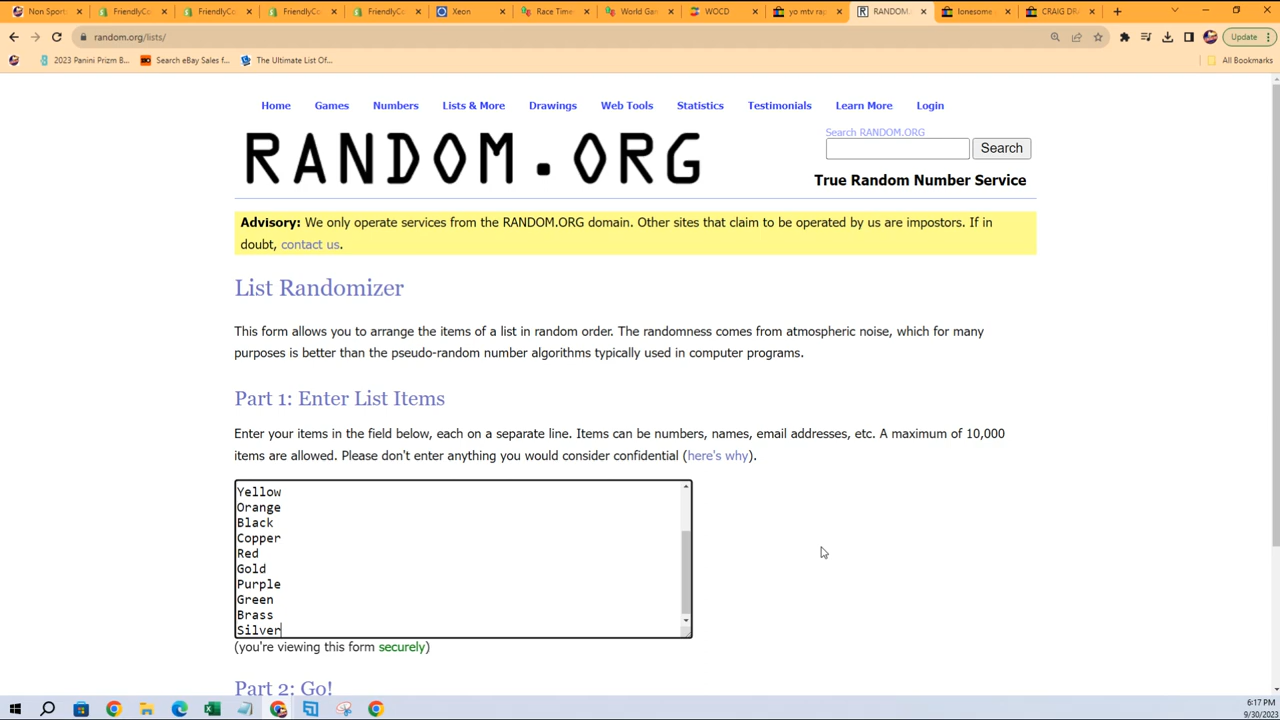 Non Sports
FriendlyCo
FriendlyCo
FriendlyCo
FriendlyCo
Xeon
Race Time
World Ga
WOCD
yo mtv rap
RANDOM.
lonesome
CRAIG DR
random.org/lists/
Update
2023 Panini Prizm B...
Search eBay Sales f...
The Ultimate List Of...
All Bookmarks
Home
Games
Numbers
Lists & More
Drawings
Web Tools
Statistics
Testimonials
Learn More
Login
RANDOM.ORG
Search RANDOM.ORG
Search
True Random Number Service
Advisory: We only operate services from the RANDOM.ORG domain. Other sites that claim to be operated by us are impostors. If in
doubt, contact us.
List Randomizer
This form allows you to arrange the items of a list in random order. The randomness comes from atmospheric noise, which for many
purposes is better than the pseudo-random number algorithms typically used in computer programs.
Part 1: Enter List Items
Enter your items in the field below, each on a separate line. Items can be numbers, names, email addresses, etc. A maximum of 10,000
items are allowed. Please don't enter anything you would consider confidential (here's why).
Yellow
Orange
Black
Copper
Red
Gold
Purple
Green
Brass
Silver
(you're viewing this form securely)
Part 2: Go!
6:17 PM
9/30/2023